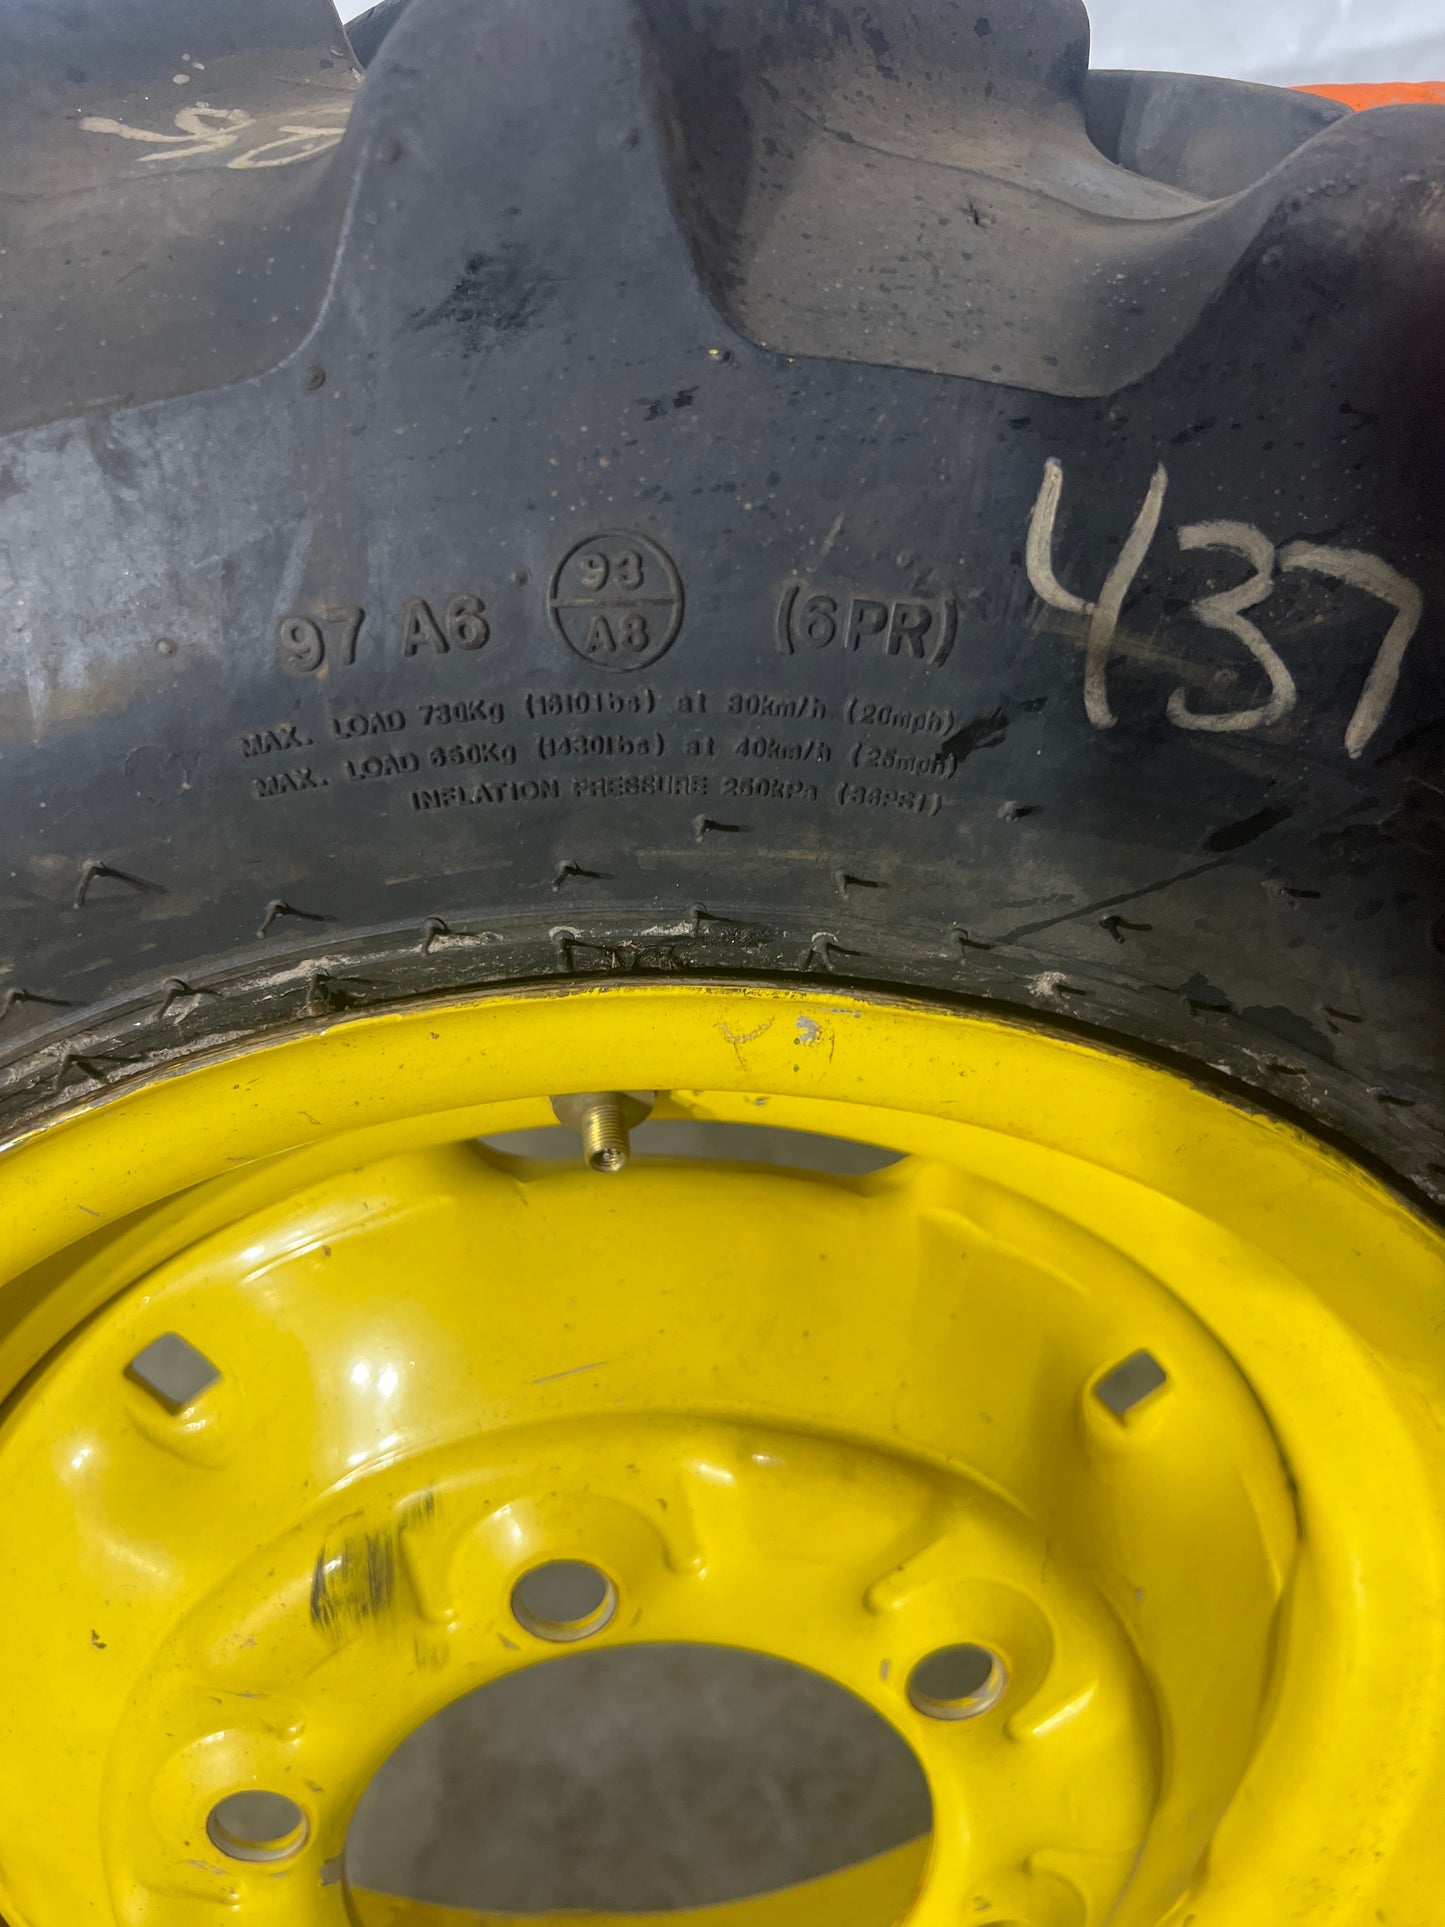 437
93
97 A6 A8 (6PR)
MAX. LOAD 730Kg (1610lbs) at 30km/h (20mph)
MAX. LOAD 650Kg (1430lbs) at 40km/h (25mph)
INFLATION PRESSURE 250kPa (36PSI)